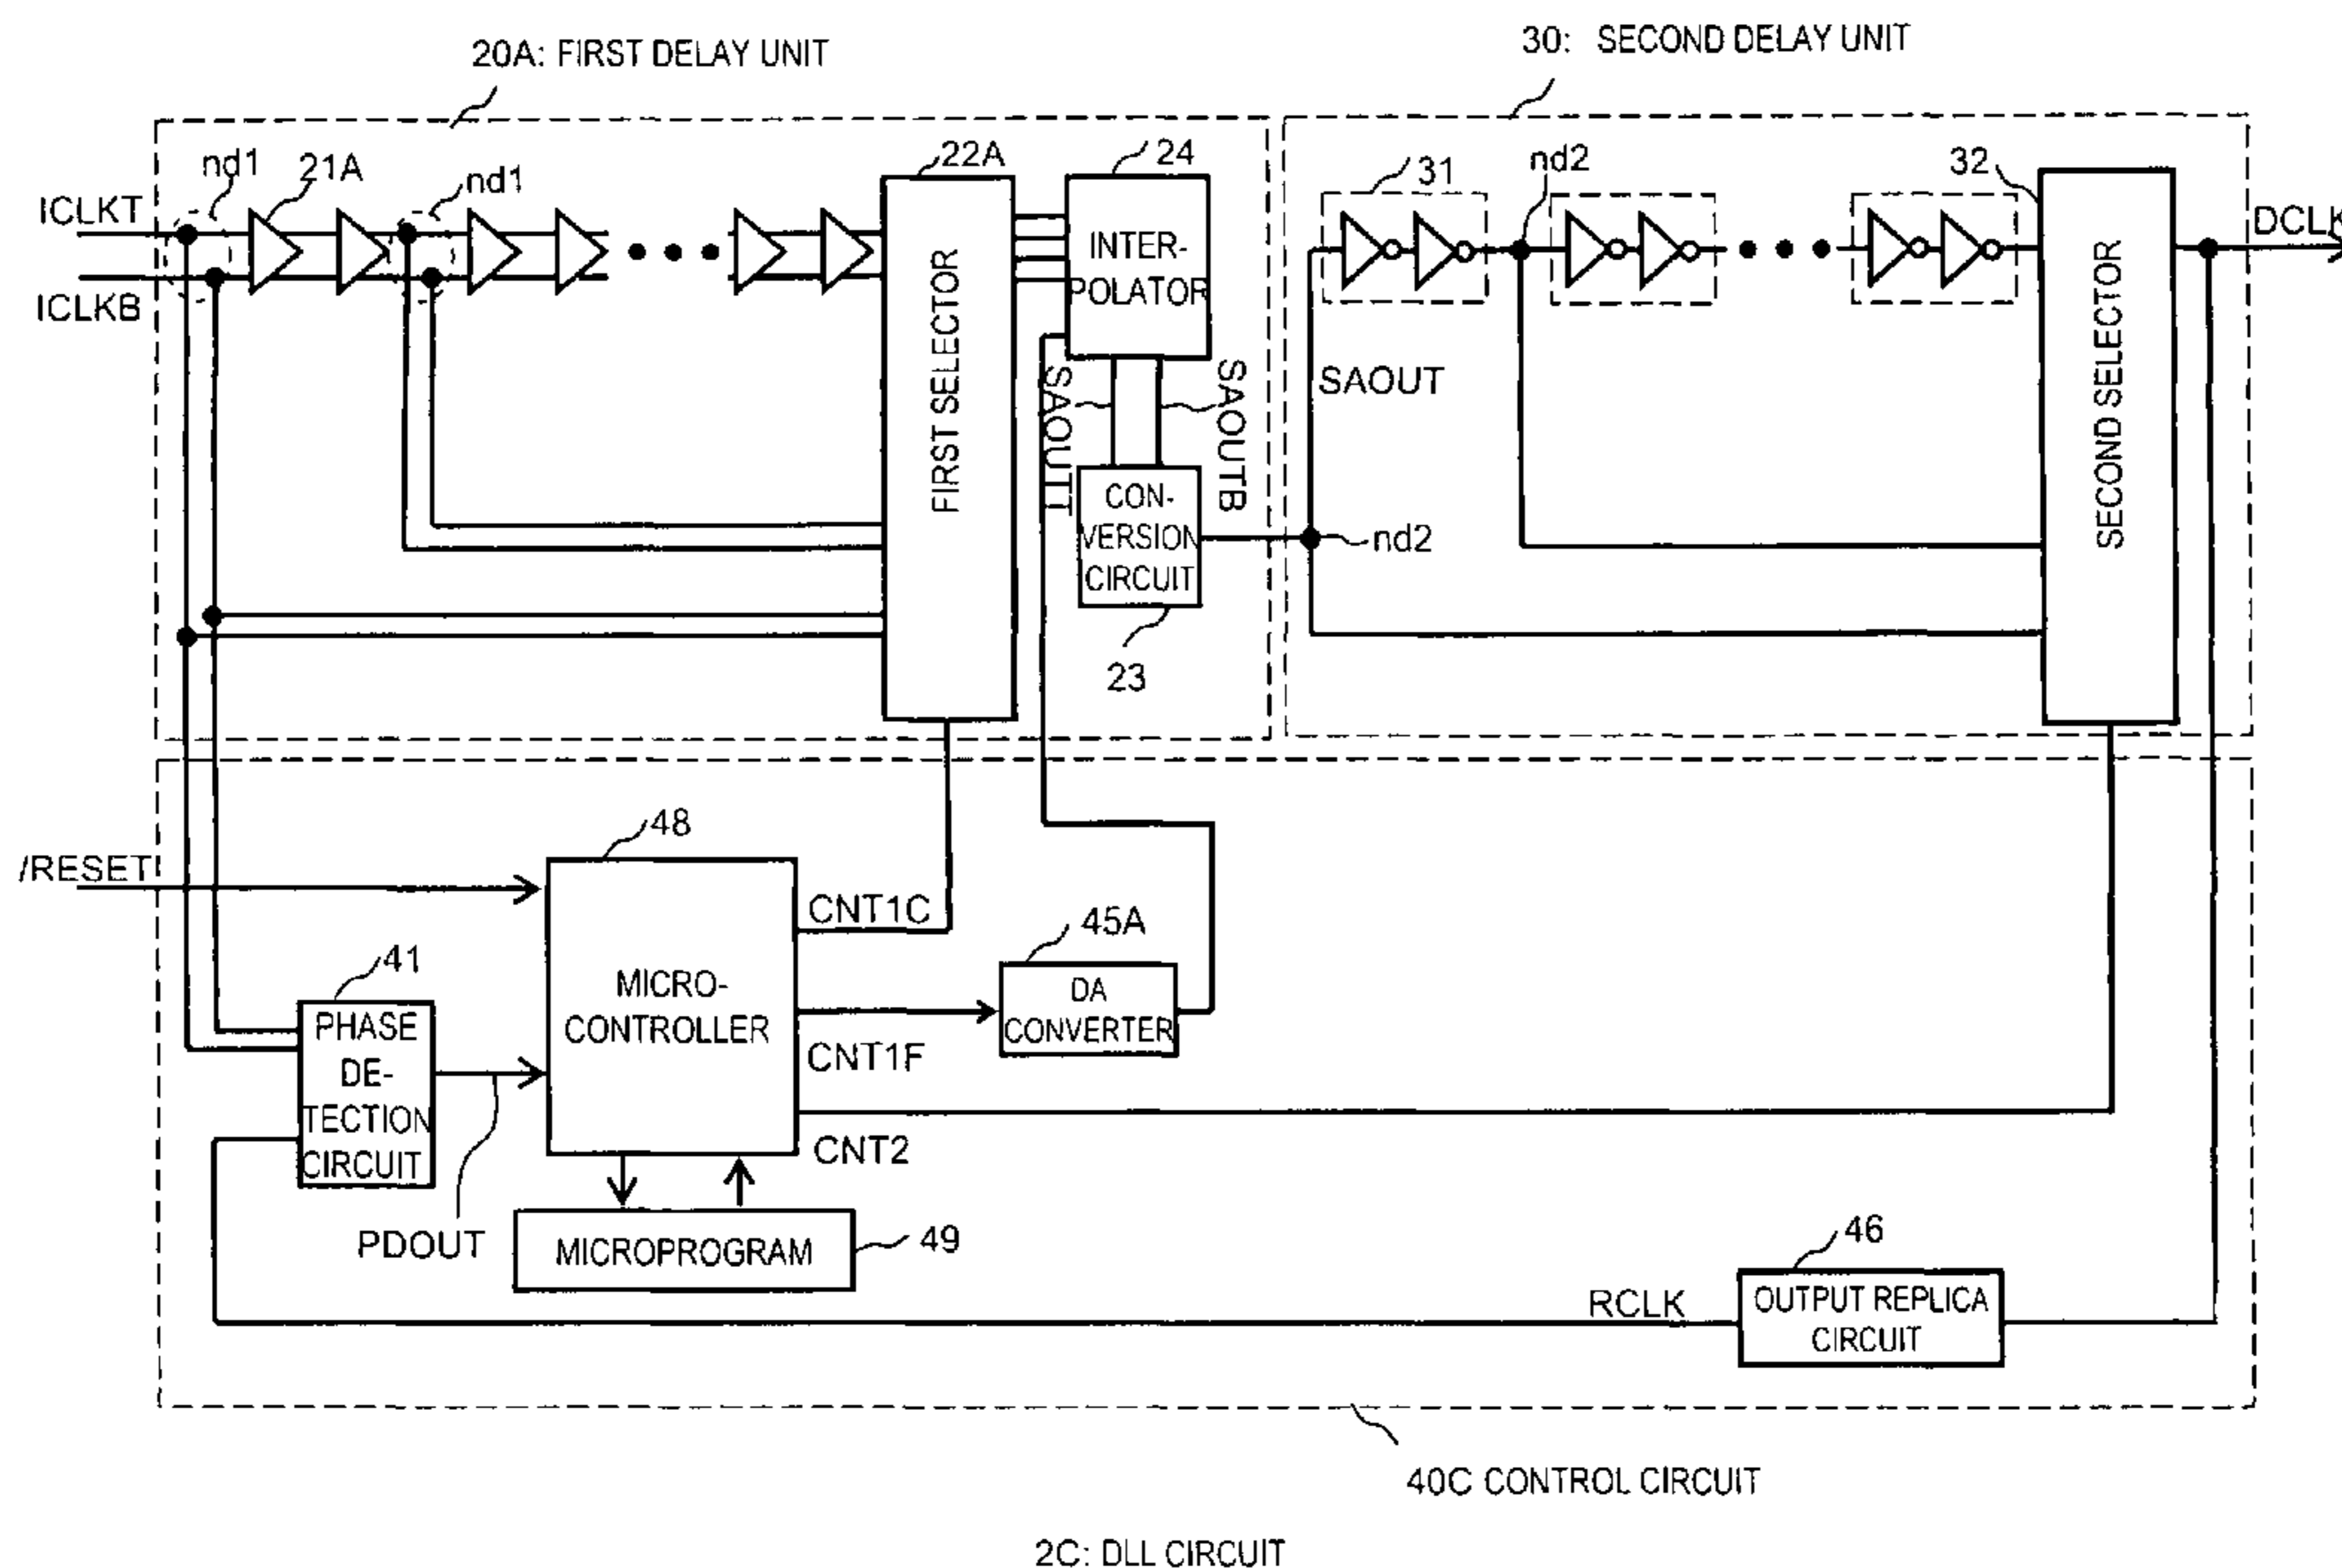 20A: FIRST DELAY UNIT
30: SECOND DELAY UNIT
nd1
21A
nd1
22A
24
31
nd2
32
ICLKT
ICLKB
DCLK
FIRST SELECTOR
INTER-
POLATOR
SAOUTT
SAOUTB
SAOUT
SECOND SELECTOR
CON-
VERSION
CIRCUIT
nd2
23
/RESET
48
CNT1C
45A
41
MICRO-
CONTROLLER
DA
CONVERTER
PHASE
DE-
TECTION
CIRCUIT
CNT1F
CNT2
PDOUT
MICROPROGRAM
49
46
RCLK
OUTPUT REPLICA
CIRCUIT
40C CONTROL CIRCUIT
2C: DLL CIRCUIT